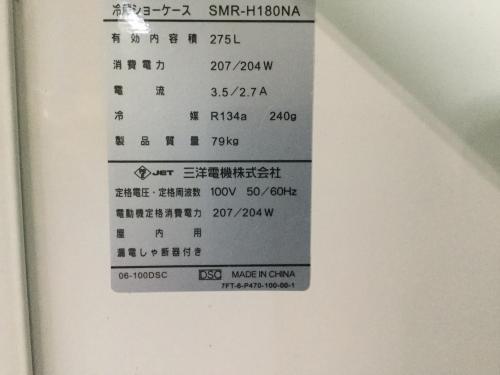 冷蔵ショーケース SMR-H180NA
有効内容積 275L
消費電力 207/204W
電流 3.5/2.7A
冷媒 R134a 240g
製品質量 79kg
JET 三洋電機株式会社
定格電圧・定格周波数 100V 50/60Hz
電動機定格消費電力 207/204W
屋内用
漏電しゃ断器付き
06-100DSC DSC MADE IN CHINA
7FT-6-P470-100-00-1